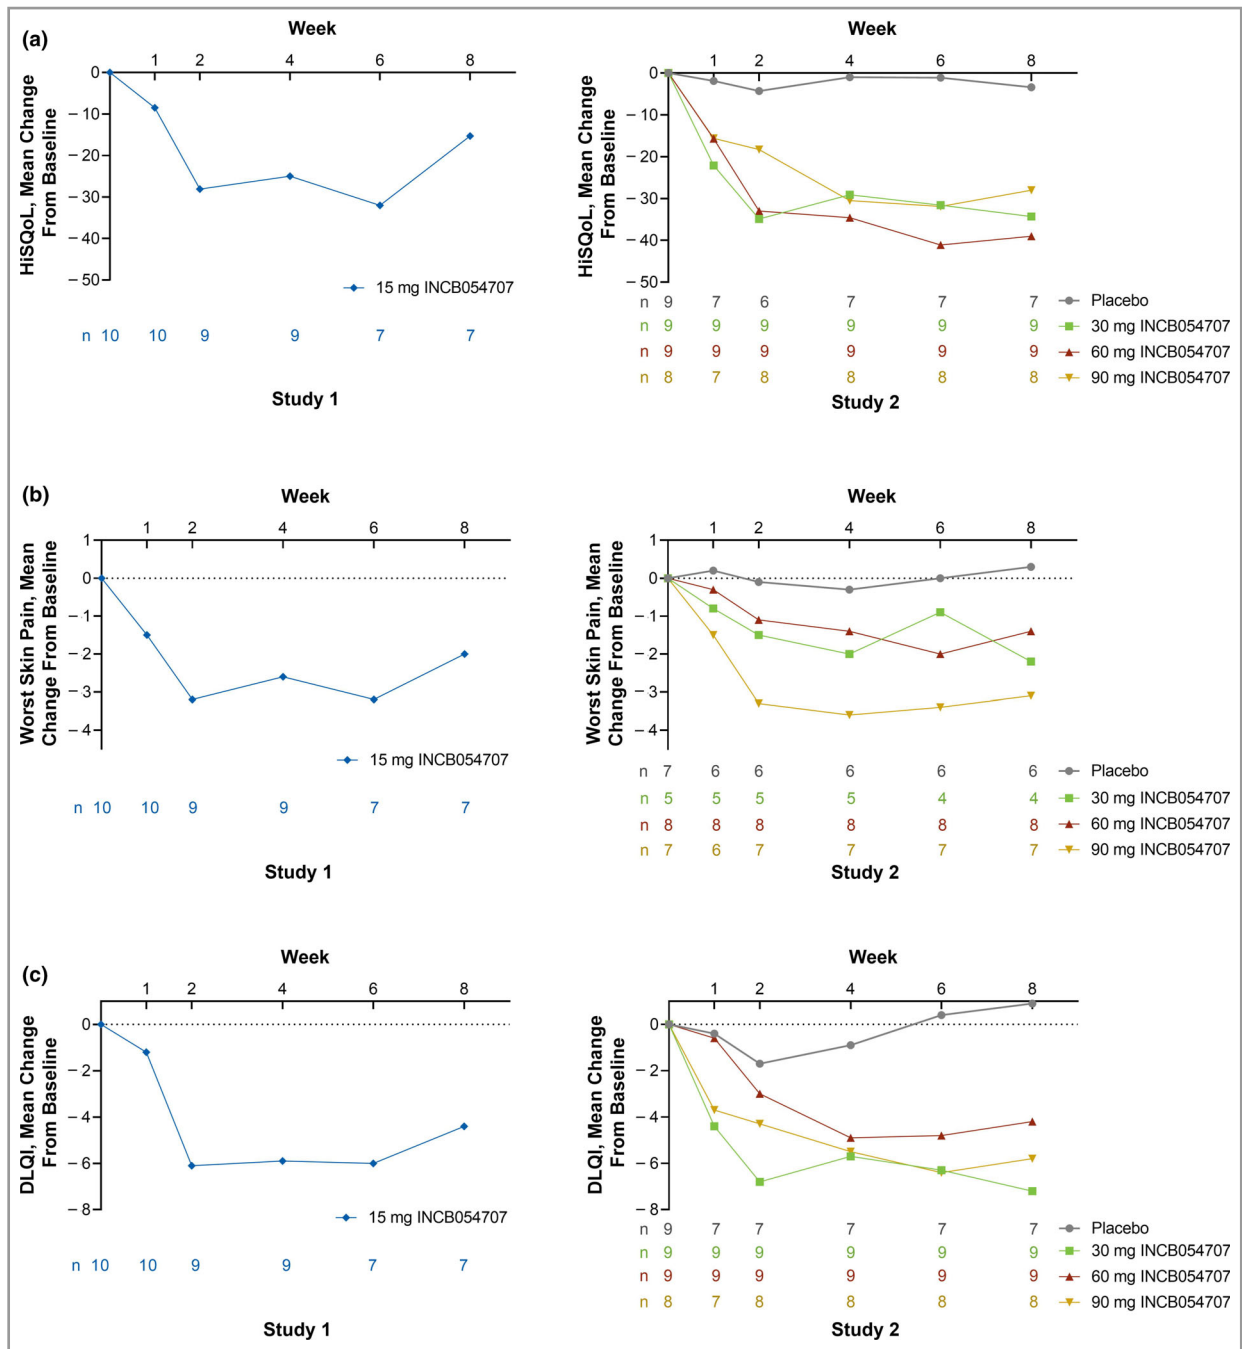 (a)
Week
1 2 4 6 8
0
– 10
– 20
– 30
– 40
– 50
HiSQoL, Mean Change
From Baseline
15 mg INCB054707
n 10 10 9 9 7 7
Study 1
Week
1 2 4 6 8
0
– 10
– 20
– 30
– 40
– 50
HiSQoL, Mean Change
From Baseline
n 9 7 6 7 7 7 Placebo
n 9 9 9 9 9 9 30 mg INCB054707
n 9 9 9 9 9 9 60 mg INCB054707
n 8 7 8 8 8 8 90 mg INCB054707
Study 2
(b)
Week
1 2 4 6 8
1
0
– 1
– 2
– 3
– 4
Worst Skin Pain, Mean
Change From Baseline
15 mg INCB054707
n 10 10 9 9 7 7
Study 1
Week
1 2 4 6 8
1
0
– 1
– 2
– 3
– 4
Worst Skin Pain, Mean
Change From Baseline
n 7 6 6 6 6 6 Placebo
n 5 5 5 5 4 4 30 mg INCB054707
n 8 8 8 8 8 8 60 mg INCB054707
n 7 6 7 7 7 7 90 mg INCB054707
Study 2
(c)
Week
1 2 4 6 8
0
– 2
– 4
– 6
– 8
DLQI, Mean Change
From Baseline
15 mg INCB054707
n 10 10 9 9 7 7
Study 1
Week
1 2 4 6 8
0
– 2
– 4
– 6
– 8
DLQI, Mean Change
From Baseline
n 9 7 7 7 7 7 Placebo
n 9 9 9 9 9 9 30 mg INCB054707
n 9 9 9 9 9 9 60 mg INCB054707
n 8 7 8 8 8 8 90 mg INCB054707
Study 2